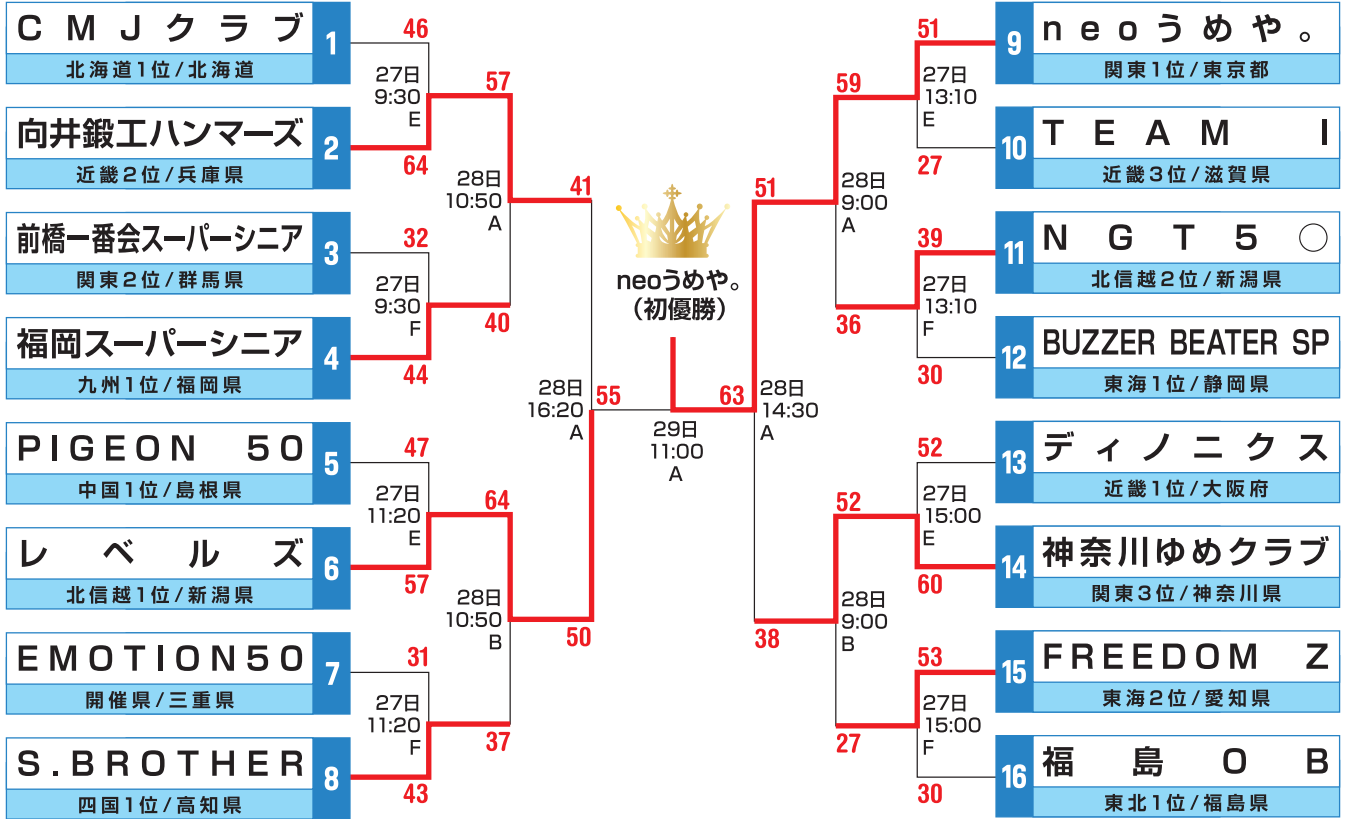 CMJクラブ
1
北海道1位/北海道
向井鍛工ハンマーズ
2
近畿2位/兵庫県
前橋一番会スーパーシニア
3
関東2位/群馬県
福岡スーパーシニア
4
九州1位/福岡県
PIGEON 50
5
中国1位/島根県
レベルズ
6
北信越1位/新潟県
EMOTION50
7
開催県/三重県
S.BROTHER
8
四国1位/高知県
46
27日
9:30
E
64
32
27日
9:30
F
44
47
27日
11:20
E
57
31
27日
11:20
F
43
57
28日
10:50
A
40
64
28日
10:50
B
37
41
28日
16:20
A
50
55
neoうめや。
(初優勝)
29日
11:00
A
63
51
28日
14:30
A
38
59
28日
9:00
A
36
52
28日
9:00
B
27
51
27日
13:10
E
27
39
27日
13:10
F
30
52
27日
15:00
E
60
53
27日
15:00
F
30
9
neoうめや。
関東1位/東京都
10
TEAM I
近畿3位/滋賀県
11
NGT5○
北信越2位/新潟県
12
BUZZER BEATER SP
東海1位/静岡県
13
ディノニクス
近畿1位/大阪府
14
神奈川ゆめクラブ
関東3位/神奈川県
15
FREEDOM Z
東海2位/愛知県
16
福島OB
東北1位/福島県